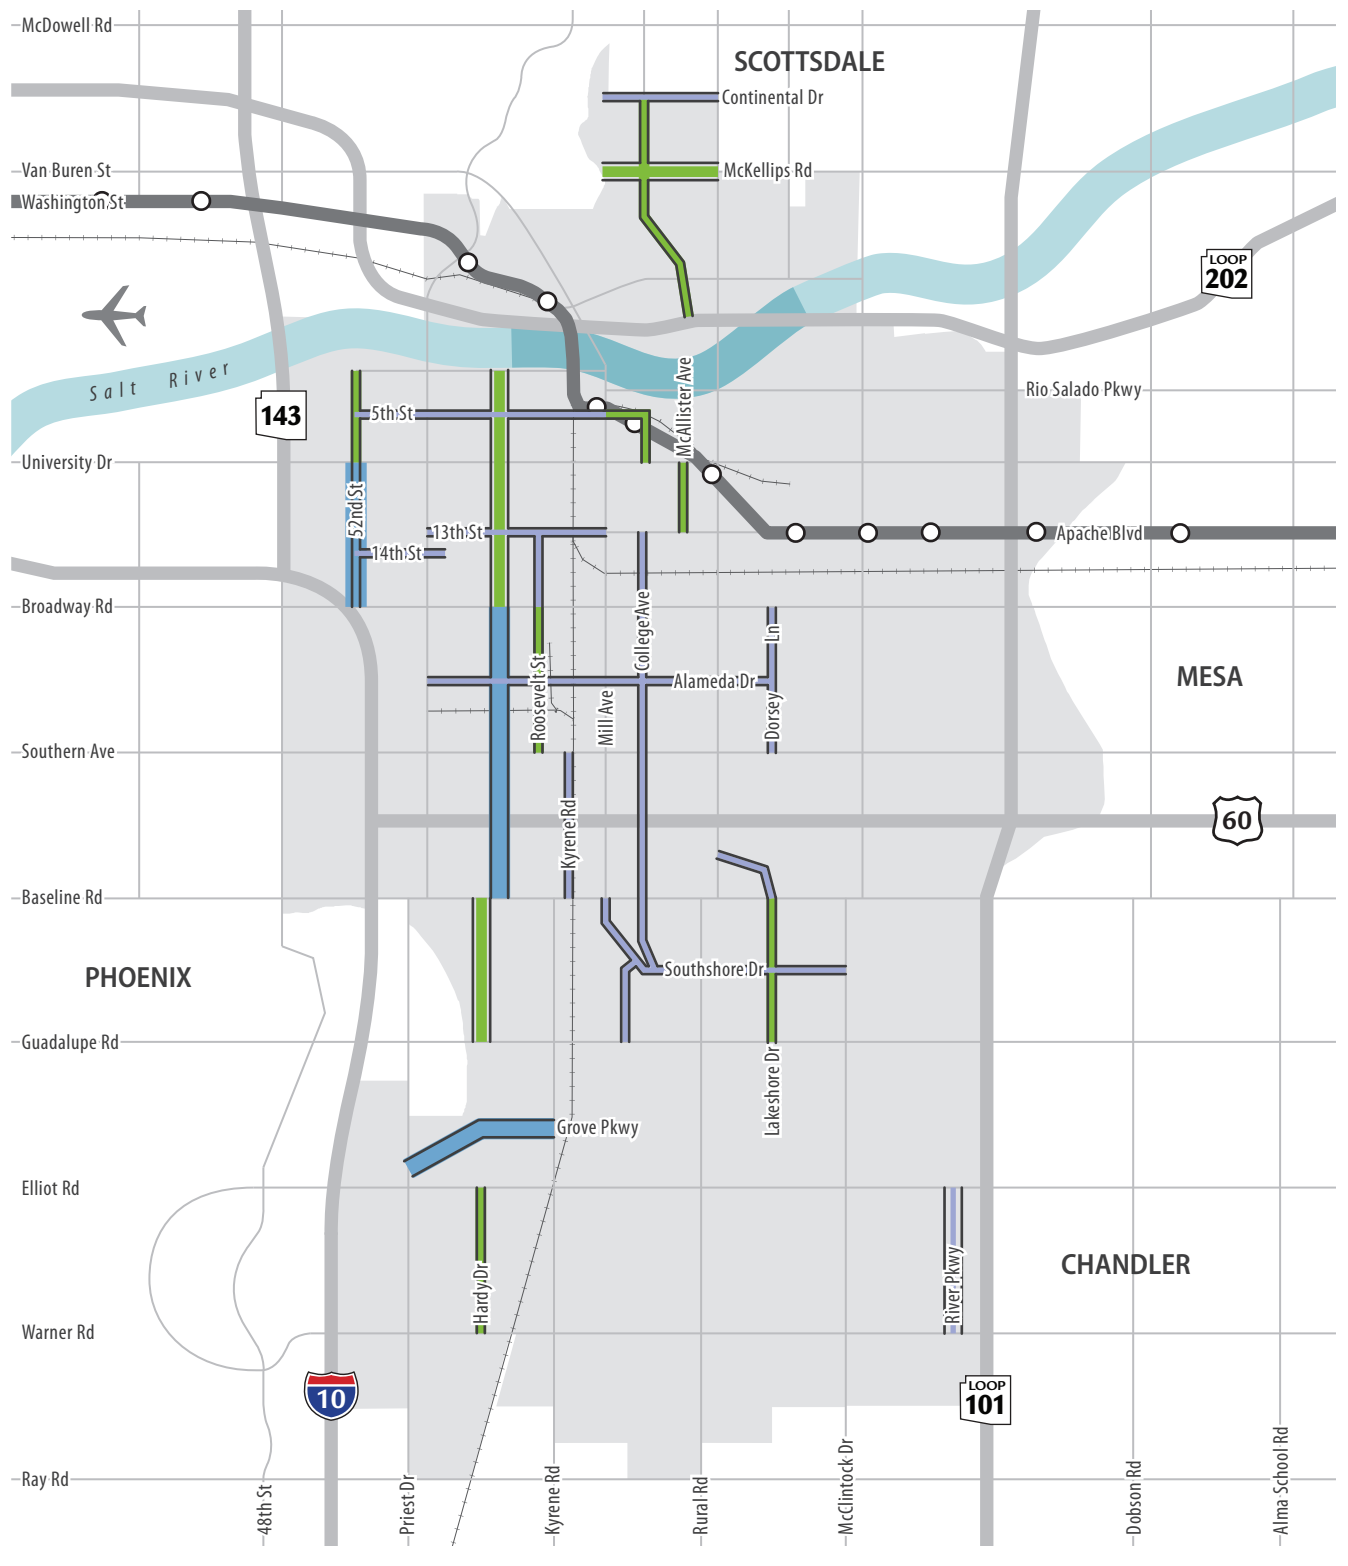 McDowell Rd
SCOTTSDALE
Continental Dr
Van Buren St
McKellips Rd
Washington St
LOOP
202
Salt River
McAllister Ave
Rio Salado Pkwy
143
5th St
University Dr
52nd St
13th St
Apache Blvd
14th St
Broadway Rd
College Ave
Dorsey Ln
Roosevelt St
Mill Ave
Alameda Dr
MESA
Southern Ave
Kyrene Rd
60
Baseline Rd
PHOENIX
Southshore Dr
Guadalupe Rd
Lakeshore Dr
Grove Pkwy
Elliot Rd
Hardy Dr
River Pkwy
CHANDLER
Warner Rd
10
LOOP
101
Ray Rd
48th St
Priest Dr
Kyrene Rd
Rural Rd
McClintock Dr
Dobson Rd
Alma School Rd